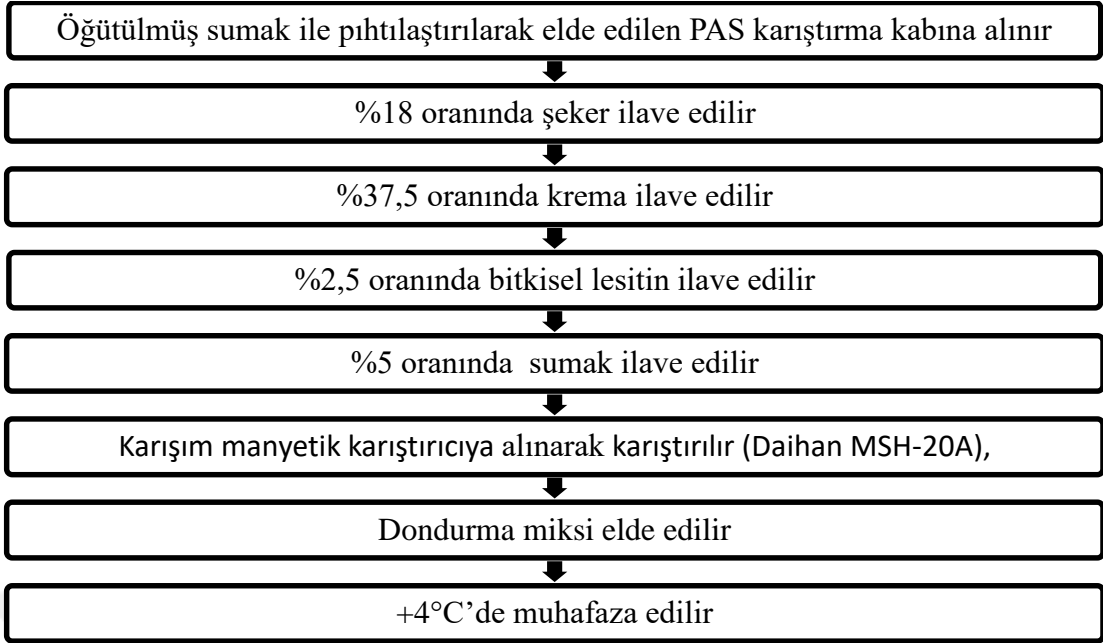 Öğütülmüş sumak ile pıhtılaştırılarak elde edilen PAS karıştırma kabına alınır
%18 oranında şeker ilave edilir
%37,5 oranında krema ilave edilir
%2,5 oranında bitkisel lesitin ilave edilir
%5 oranında  sumak ilave edilir
Karışım manyetik karıştırıcıya alınarak karıştırılır (Daihan MSH-20A),
Dondurma miksi elde edilir
+4°C’de muhafaza edilir